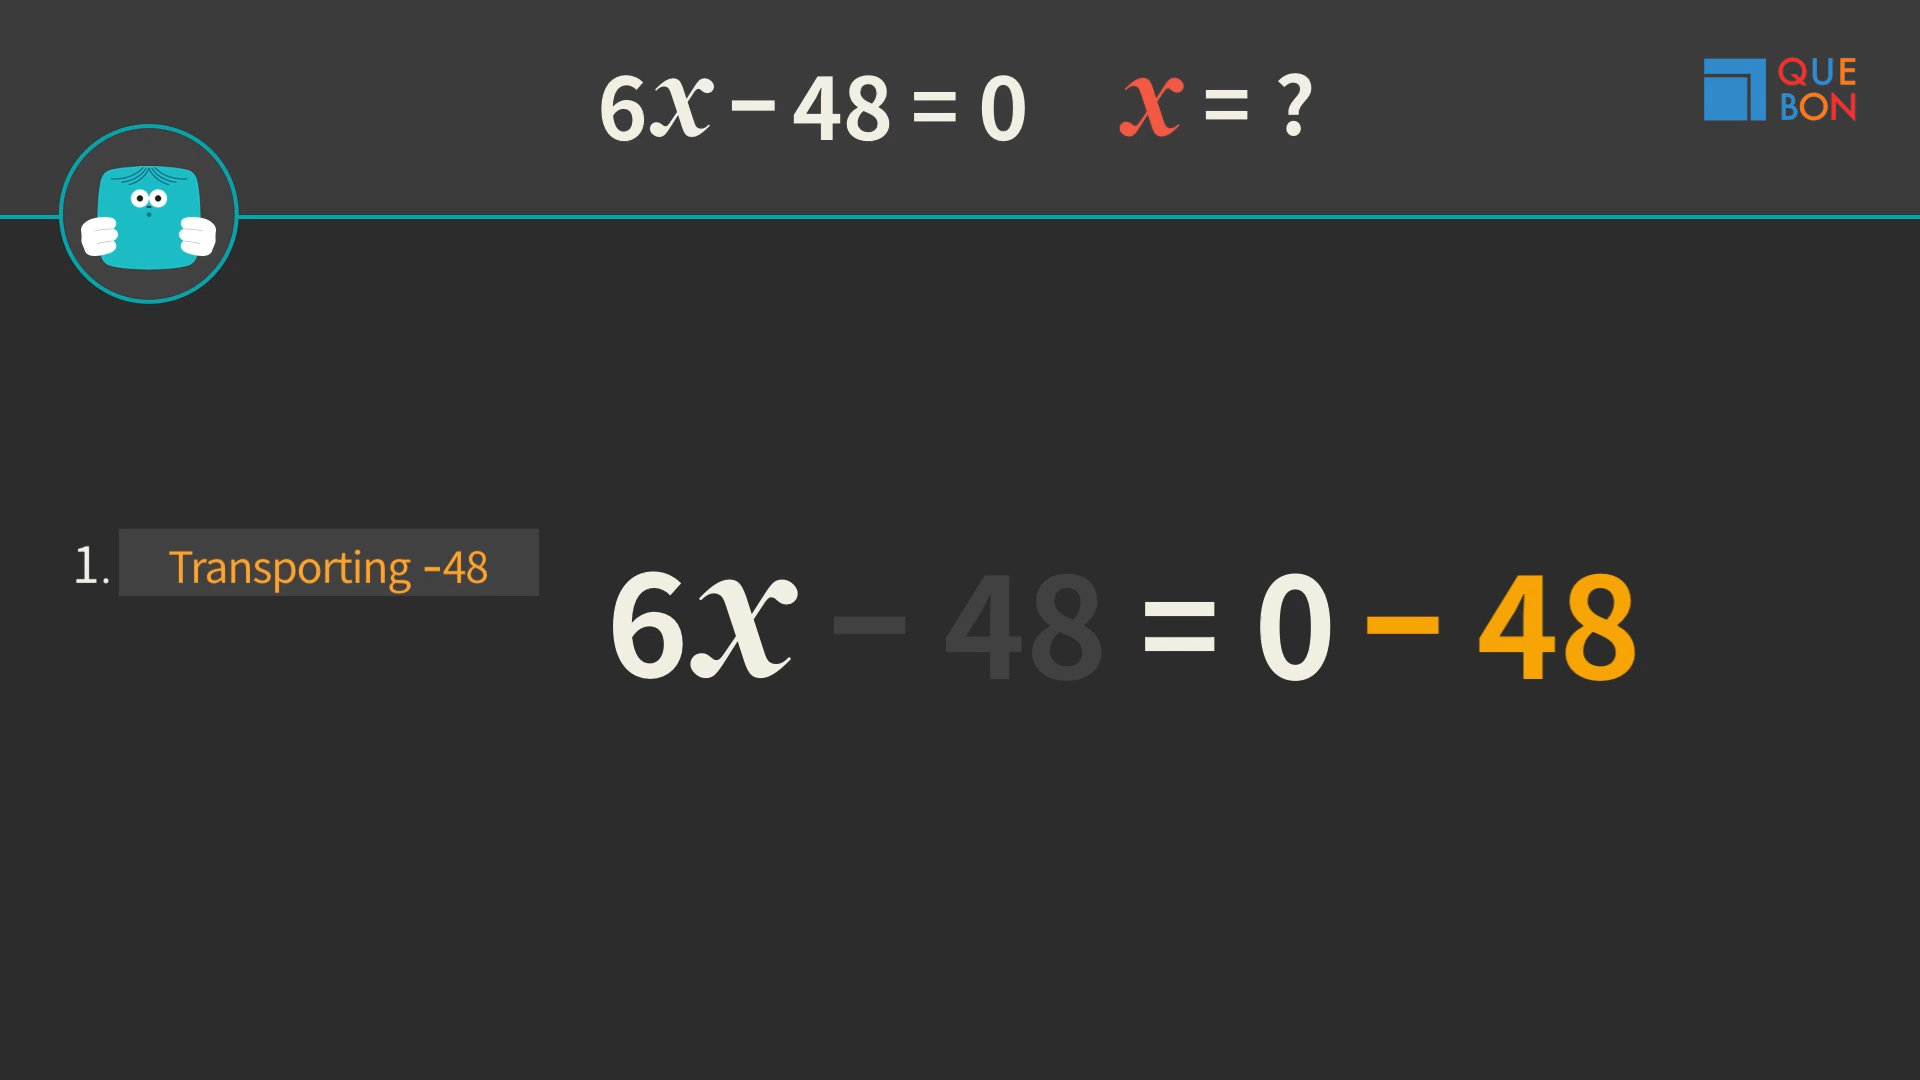 6x − 48 = 0 x = ?
QUE
BON
1. Transporting −48
6x − 48 = 0 − 48